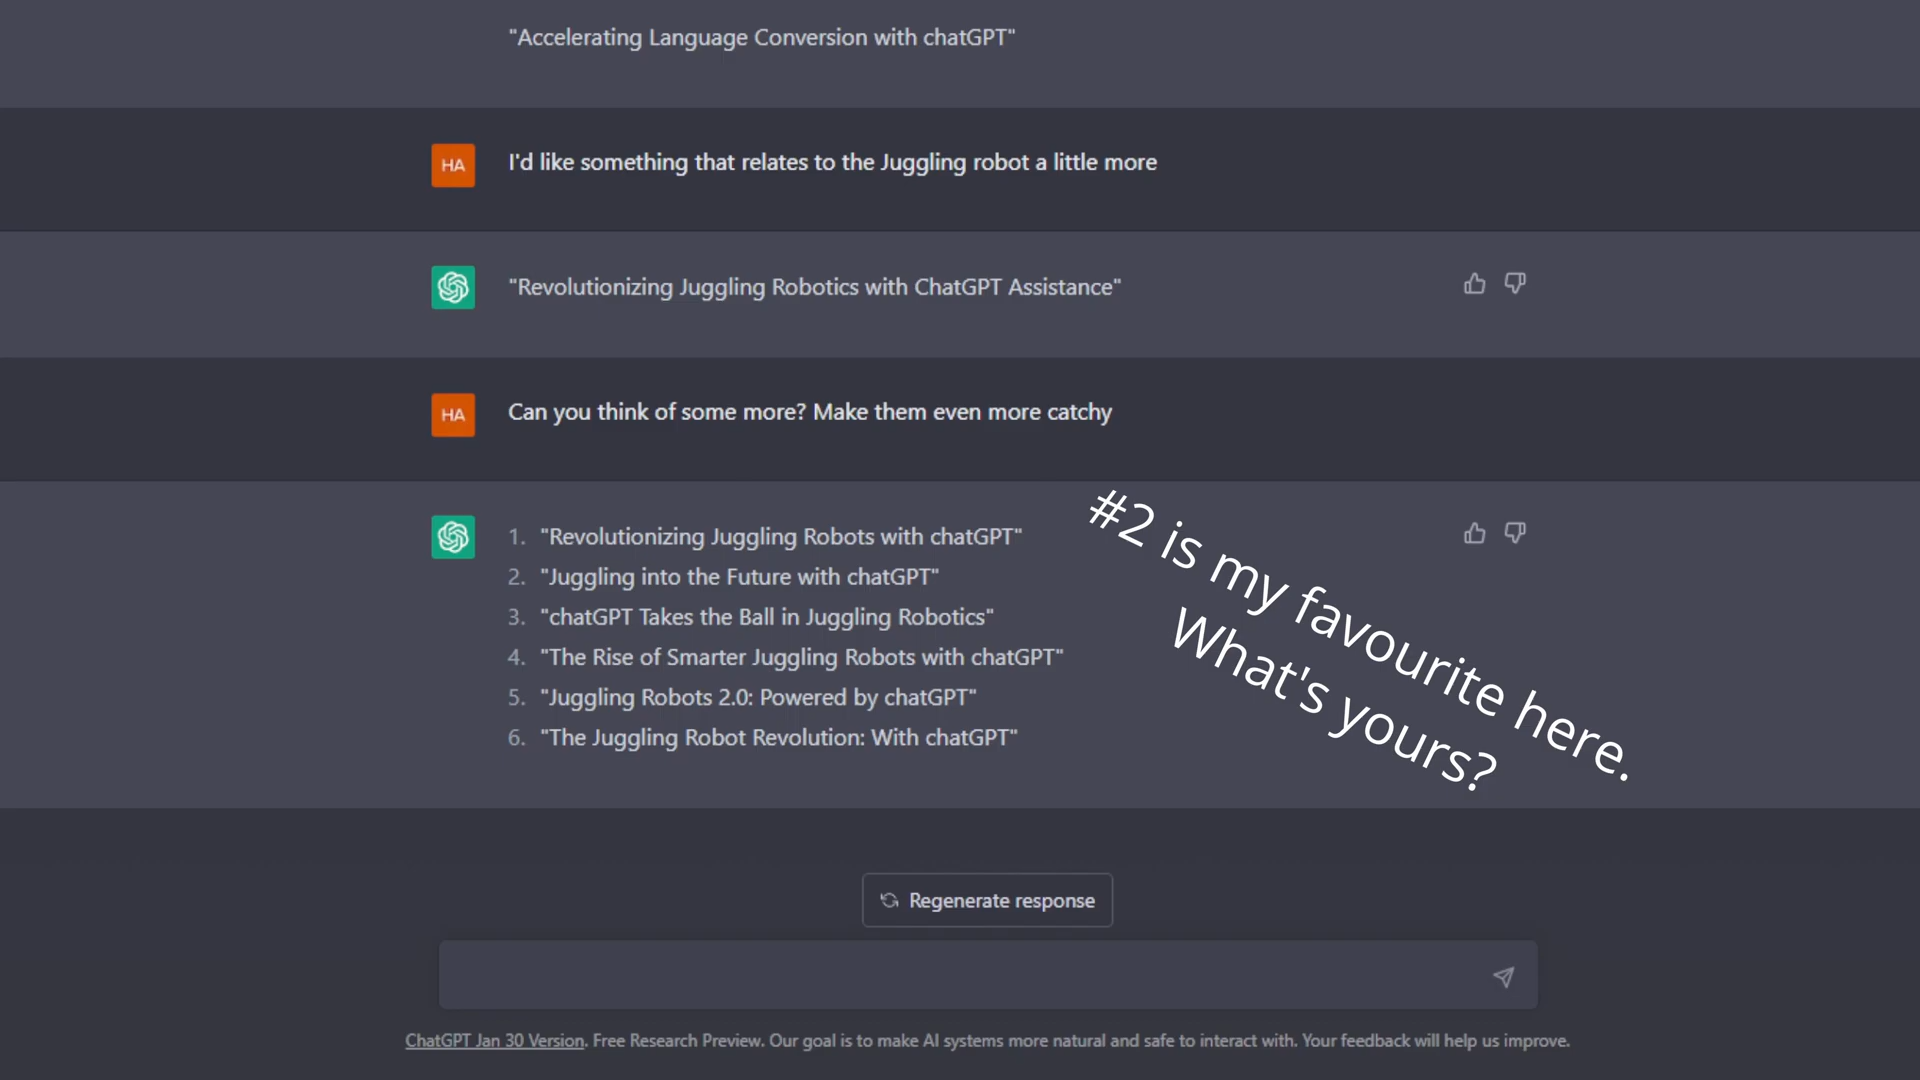 "Accelerating Language Conversion with chatGPT"
HA
I'd like something that relates to the Juggling robot a little more
"Revolutionizing Juggling Robotics with ChatGPT Assistance"
HA
Can you think of some more? Make them even more catchy
1. "Revolutionizing Juggling Robots with chatGPT"
2. "Juggling into the Future with chatGPT"
3. "chatGPT Takes the Ball in Juggling Robotics"
4. "The Rise of Smarter Juggling Robots with chatGPT"
5. "Juggling Robots 2.0: Powered by chatGPT"
6. "The Juggling Robot Revolution: With chatGPT"
#2 is my favourite here.
What's yours?
Regenerate response
ChatGPT Jan 30 Version. Free Research Preview. Our goal is to make AI systems more natural and safe to interact with. Your feedback will help us improve.